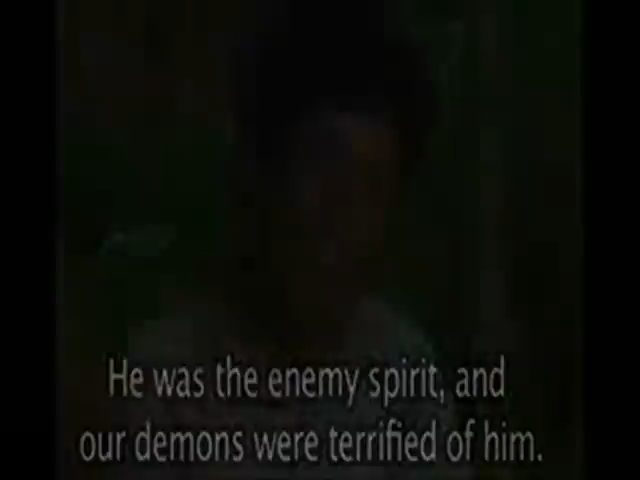 He was the enemy spirit, and
our demons were terrified of him.